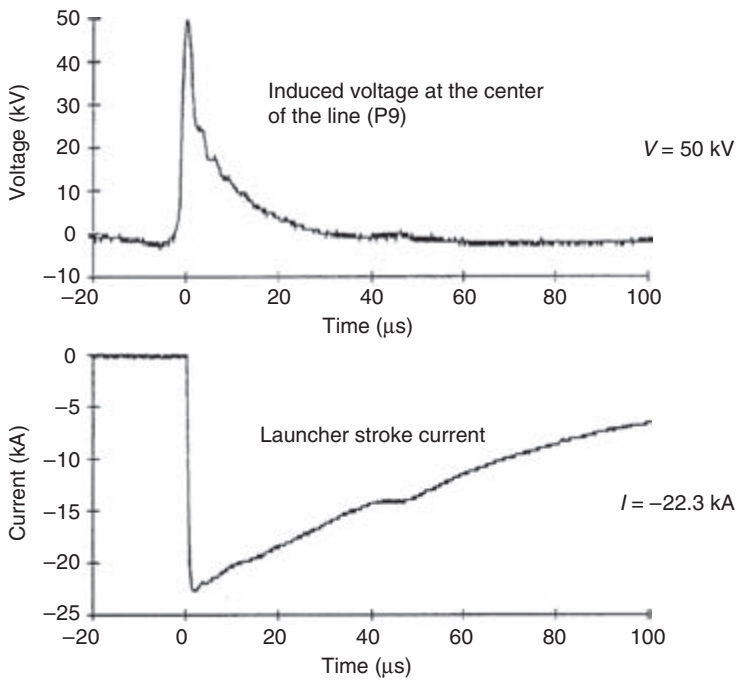 50
40
30
20
10
0
–10
Voltage (kV)
Induced voltage at the center
of the line (P9)
V = 50 kV
–20 0 20 40 60 80 100
Time (μs)
0
–5
–10
–15
–20
–25
Current (kA)
Launcher stroke current
I = –22.3 kA
–20 0 20 40 60 80 100
Time (μs)